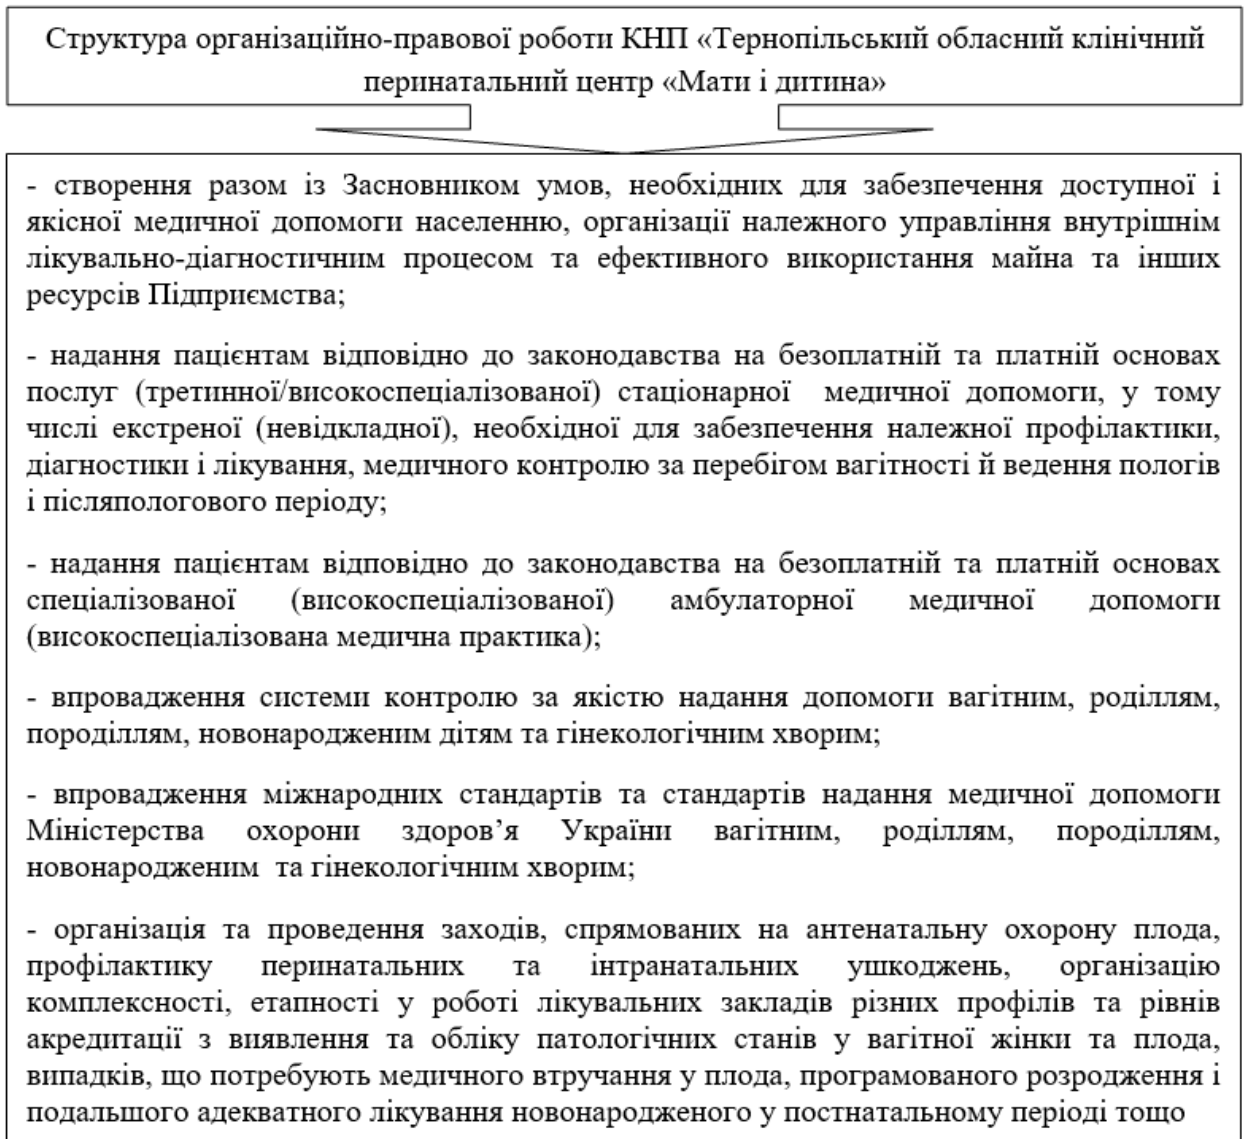 Структура організаційно-правової роботи КНП «Тернопільський обласний клінічний
перинатальний центр «Мати і дитина»
- створення разом із Засновником умов, необхідних для забезпечення доступної і
якісної медичної допомоги населенню, організації належного управління внутрішнім
лікувально-діагностичним процесом та ефективного використання майна та інших
ресурсів Підприємства;
- надання пацієнтам відповідно до законодавства на безоплатній та платній основах
послуг (третинної/високоспеціалізованої) стаціонарної медичної допомоги, у тому
числі екстреної (невідкладної), необхідної для забезпечення належної профілактики,
діагностики і лікування, медичного контролю за перебігом вагітності й ведення пологів
і післяпологового періоду;
- надання пацієнтам відповідно до законодавства на безоплатній та платній основах
спеціалізованої (високоспеціалізованої) амбулаторної медичної допомоги
(високоспеціалізована медична практика);
- впровадження системи контролю за якістю надання допомоги вагітним, роділлям,
породіллям, новонародженим дітям та гінекологічним хворим;
- впровадження міжнародних стандартів та стандартів надання медичної допомоги
Міністерства охорони здоров’я України вагітним, роділлям, породіллям,
новонародженим та гінекологічним хворим;
- організація та проведення заходів, спрямованих на антенатальну охорону плода,
профілактику перинатальних та інтранатальних ушкоджень, організацію
комплексності, етапності у роботі лікувальних закладів різних профілів та рівнів
акредитації з виявлення та обліку патологічних станів у вагітної жінки та плода,
випадків, що потребують медичного втручання у плода, програмованого розродження і
подальшого адекватного лікування новонародженого у постнатальному періоді тощо